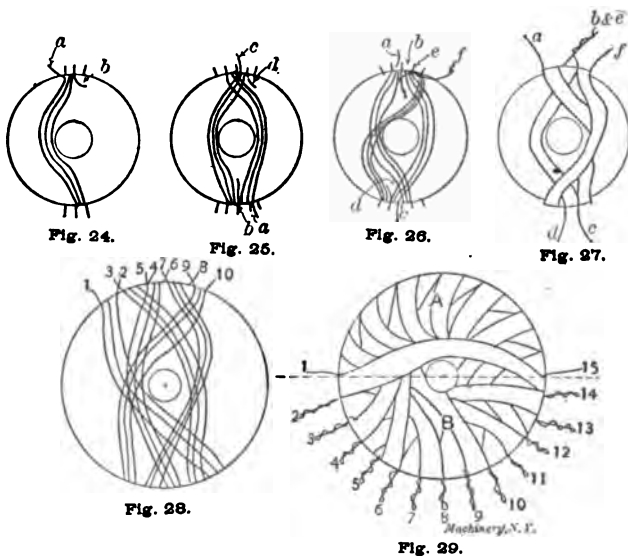 a b
c d
b a
a b e f
d c
a b & e f
d c
Fig. 24. Fig. 25. Fig. 26. Fig. 27.
1 3 2 5 4 7 6 9 8 10
Fig. 28.
A
1 15
2 14
3 13
B
4 12
5 11
6 7 8 9 10
Machinery, N.Y.
Fig. 29.